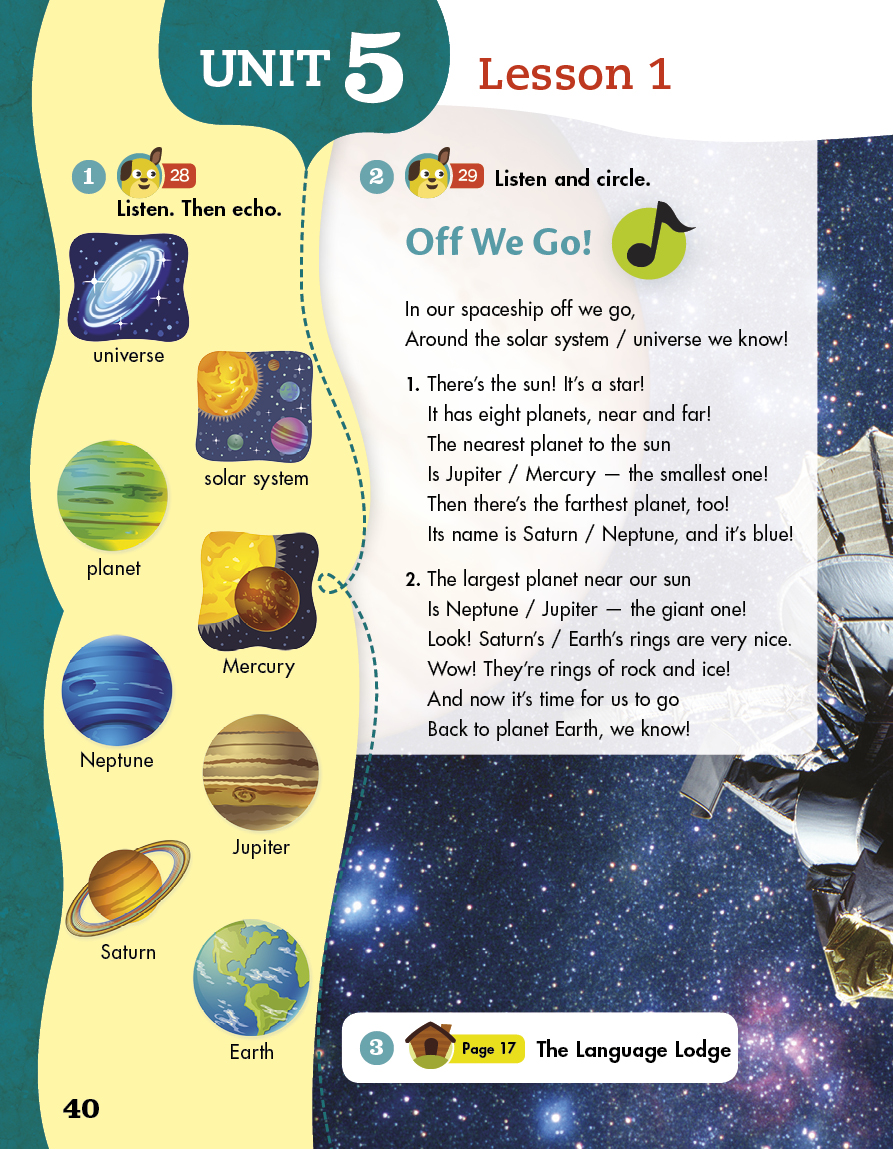 UNIT 5
Lesson 1
1
28
Listen. Then echo.
universe
solar system
planet
Mercury
Neptune
Jupiter
Saturn
Earth
2
29
Listen and circle.
Off We Go!
In our spaceship off we go,
Around the solar system / universe we know!
1. There’s the sun! It’s a star!
It has eight planets, near and far!
The nearest planet to the sun
Is Jupiter / Mercury — the smallest one!
Then there’s the farthest planet, too!
Its name is Saturn / Neptune, and it’s blue!
2. The largest planet near our sun
Is Neptune / Jupiter — the giant one!
Look! Saturn’s / Earth’s rings are very nice.
Wow! They’re rings of rock and ice!
And now it’s time for us to go
Back to planet Earth, we know!
3
Page 17
The Language Lodge
40